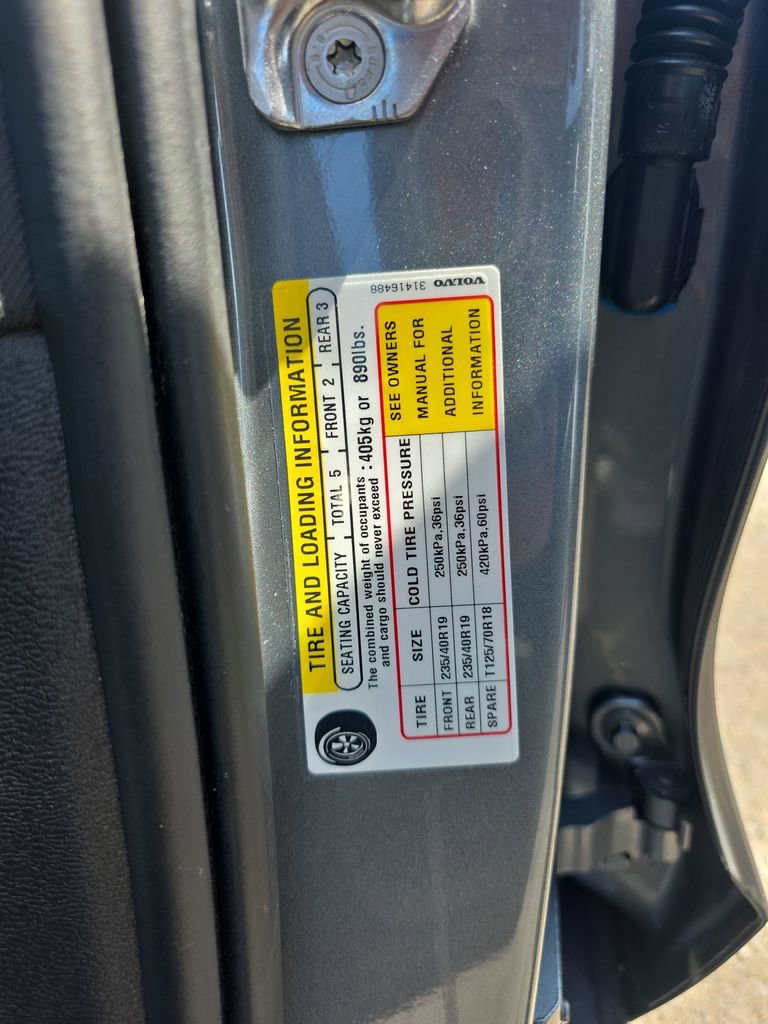 TIRE AND LOADING INFORMATION
SEATING CAPACITY TOTAL 5 FRONT 2 REAR 3
The combined weight of occupants
and cargo should never exceed : 405kg or 890lbs.
TIRE SIZE COLD TIRE PRESSURE
FRONT 235/40R19 250kPa,36psi
REAR 235/40R19 250kPa,36psi
SPARE T125/70R18 420kPa,60psi
SEE OWNERS
MANUAL FOR
ADDITIONAL
INFORMATION
VOLVO
31416488